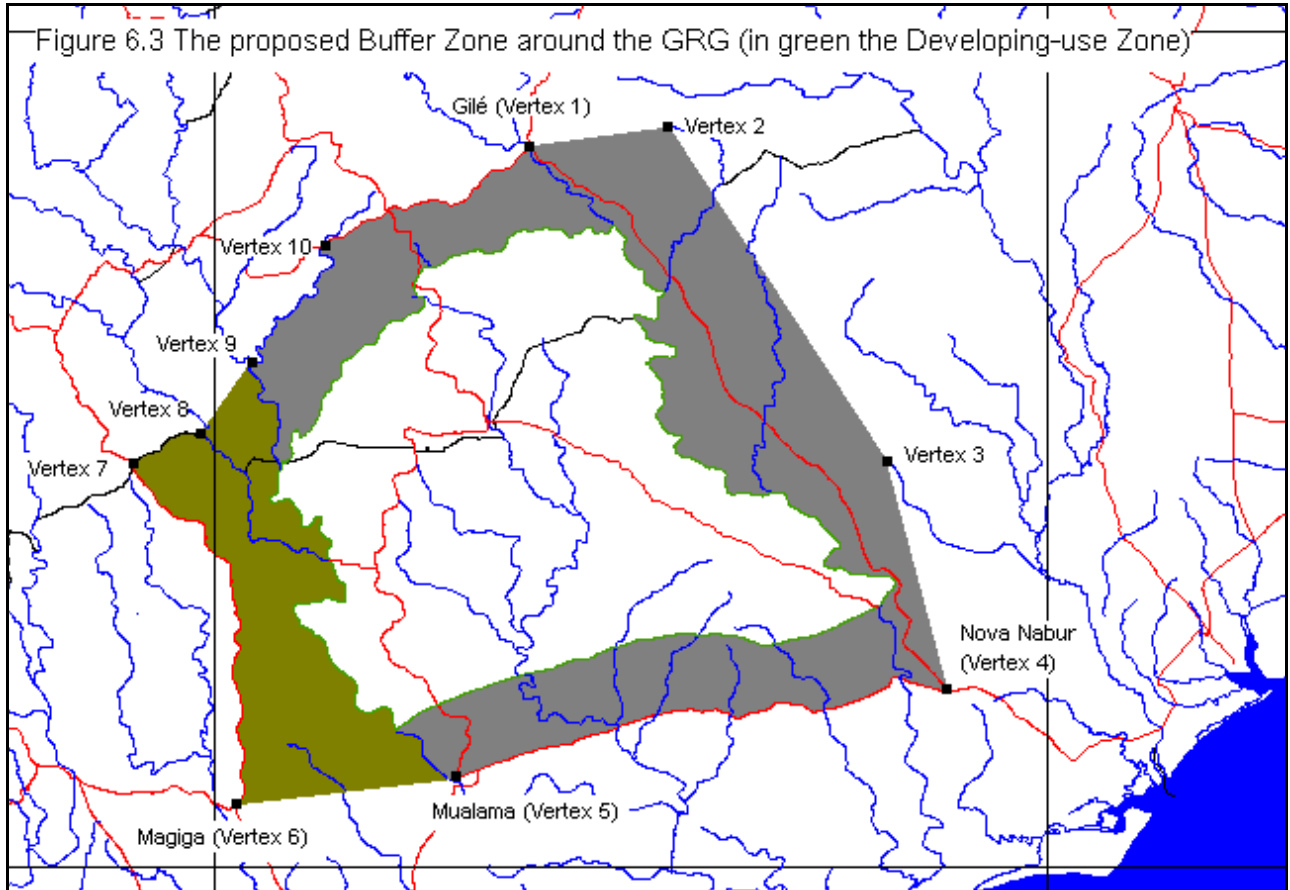 Figure 6.3 The proposed Buffer Zone around the GRG (in green the Developing-use Zone)
Gilé (Vertex 1)
Vertex 2
Vertex 10
Vertex 9
Vertex 8
Vertex 7
Vertex 3
Nova Nabur
(Vertex 4)
Mualama (Vertex 5)
Magiga (Vertex 6)